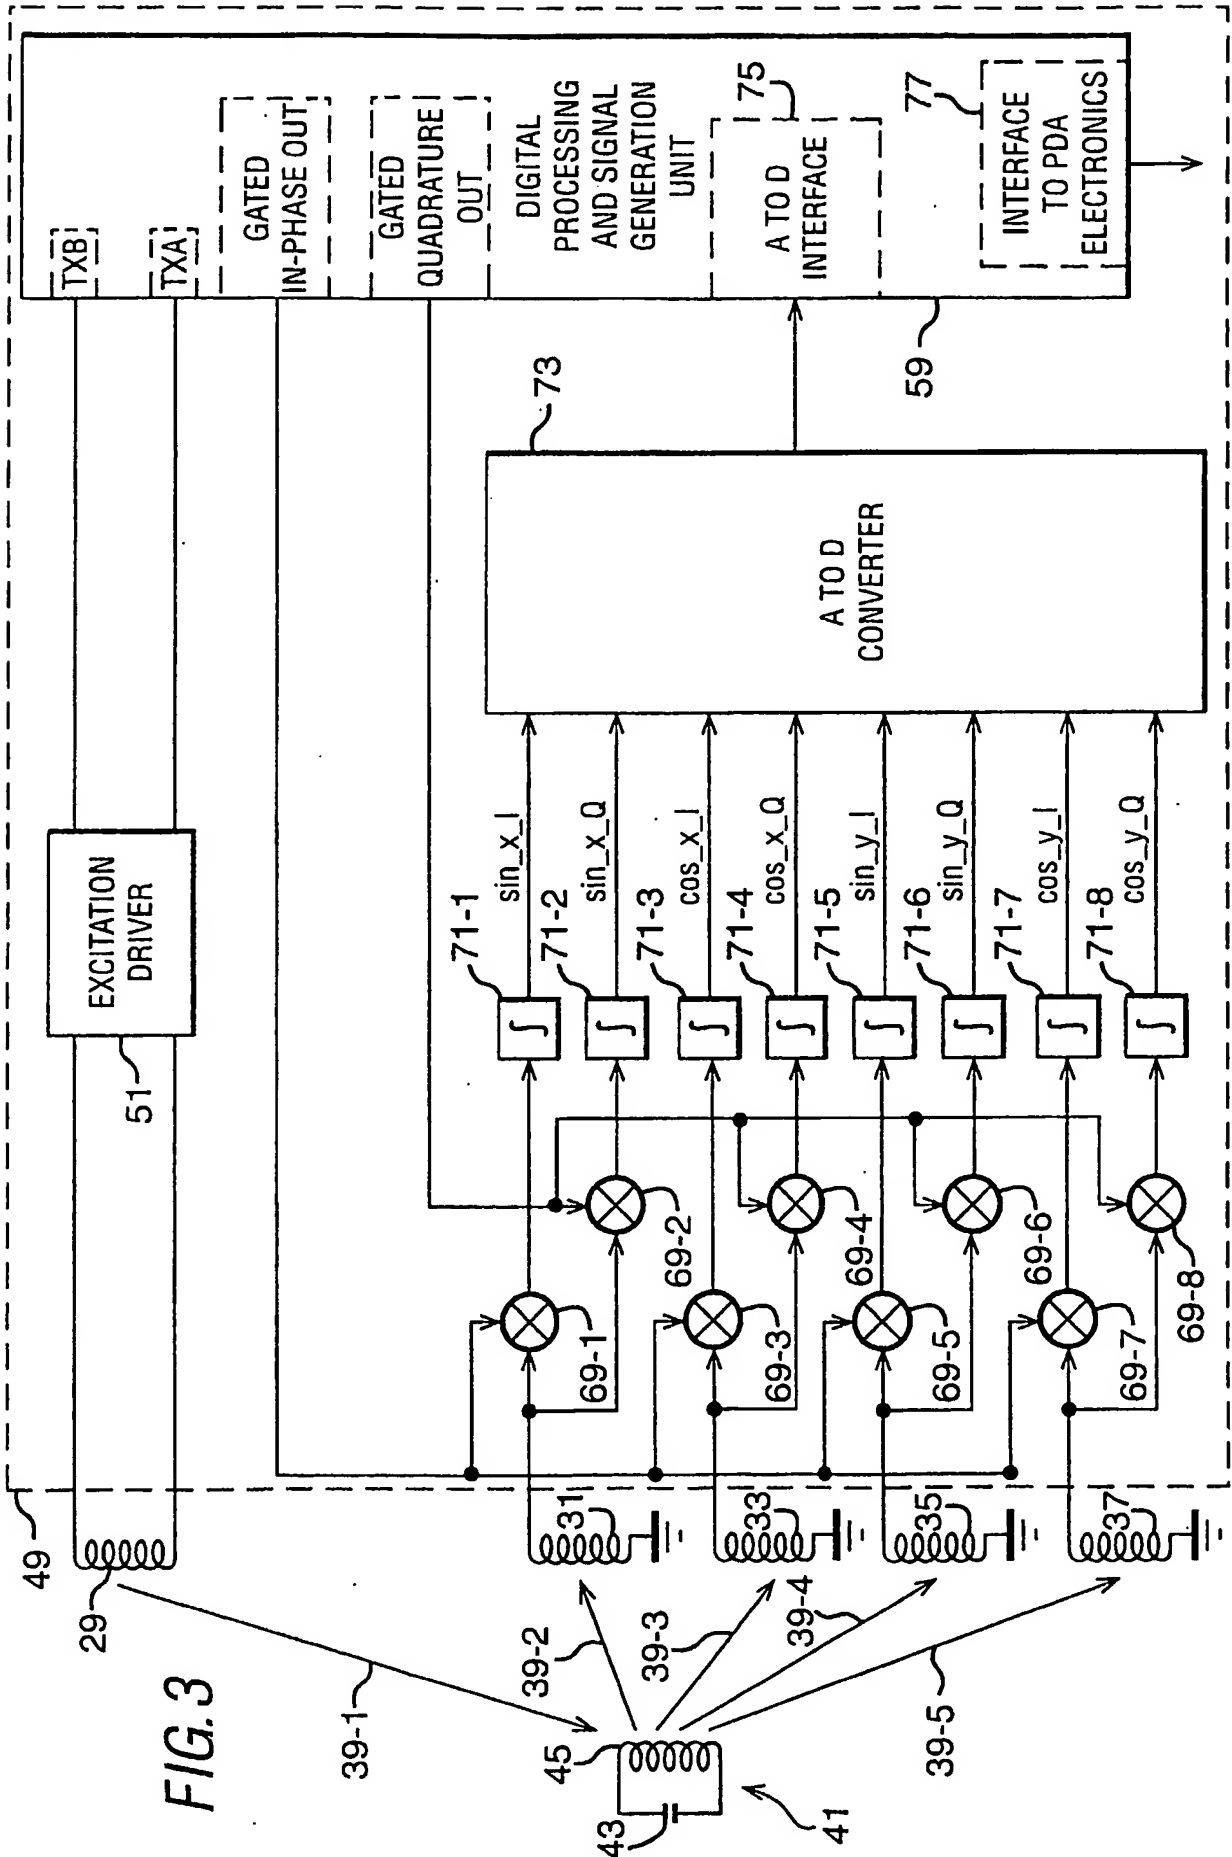 FIG.3
49
29
39-1
39-2
39-3
39-4
39-5
45
43
41
31
33
35
37
51
EXCITATION
DRIVER
TXB
TXA
GATED
IN-PHASE OUT
GATED
QUADRATURE
OUT
DIGITAL
PROCESSING
AND SIGNAL
GENERATION
UNIT
A TO D
INTERFACE
75
77
INTERFACE
TO PDA
ELECTRONICS
59
73
A TO D
CONVERTER
69-1
69-2
69-3
69-4
69-5
69-6
69-7
69-8
71-1
71-2
71-3
71-4
71-5
71-6
71-7
71-8
∫
∫
∫
∫
∫
∫
∫
∫
sin_x_I
sin_x_Q
cos_x_I
cos_x_Q
sin_y_I
sin_y_Q
cos_y_I
cos_y_Q